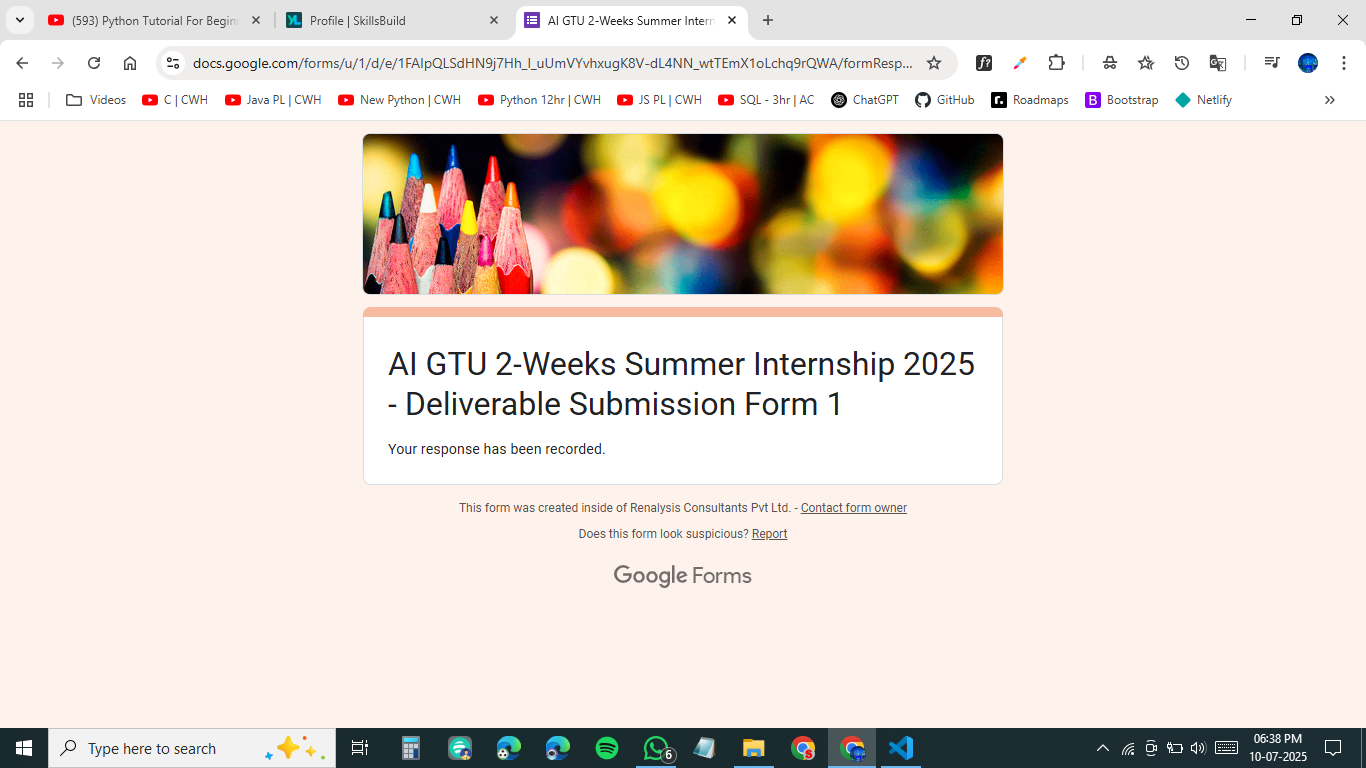 (593) Python Tutorial For Begin
Profile | SkillsBuild
AI GTU 2-Weeks Summer Intern
docs.google.com/forms/u/1/d/e/1FAIpQLSdHN9j7Hh_I_uUmVYvhxugK8V-dL4NN_wtTEmX1oLchq9rQWA/formResp...
Videos
C | CWH
Java PL | CWH
New Python | CWH
Python 12hr | CWH
JS PL | CWH
SQL - 3hr | AC
ChatGPT
GitHub
Roadmaps
Bootstrap
Netlify
AI GTU 2-Weeks Summer Internship 2025
- Deliverable Submission Form 1
Your response has been recorded.
This form was created inside of Renalysis Consultants Pvt Ltd. - Contact form owner
Does this form look suspicious? Report
Google Forms
Type here to search
6
06:38 PM
10-07-2025